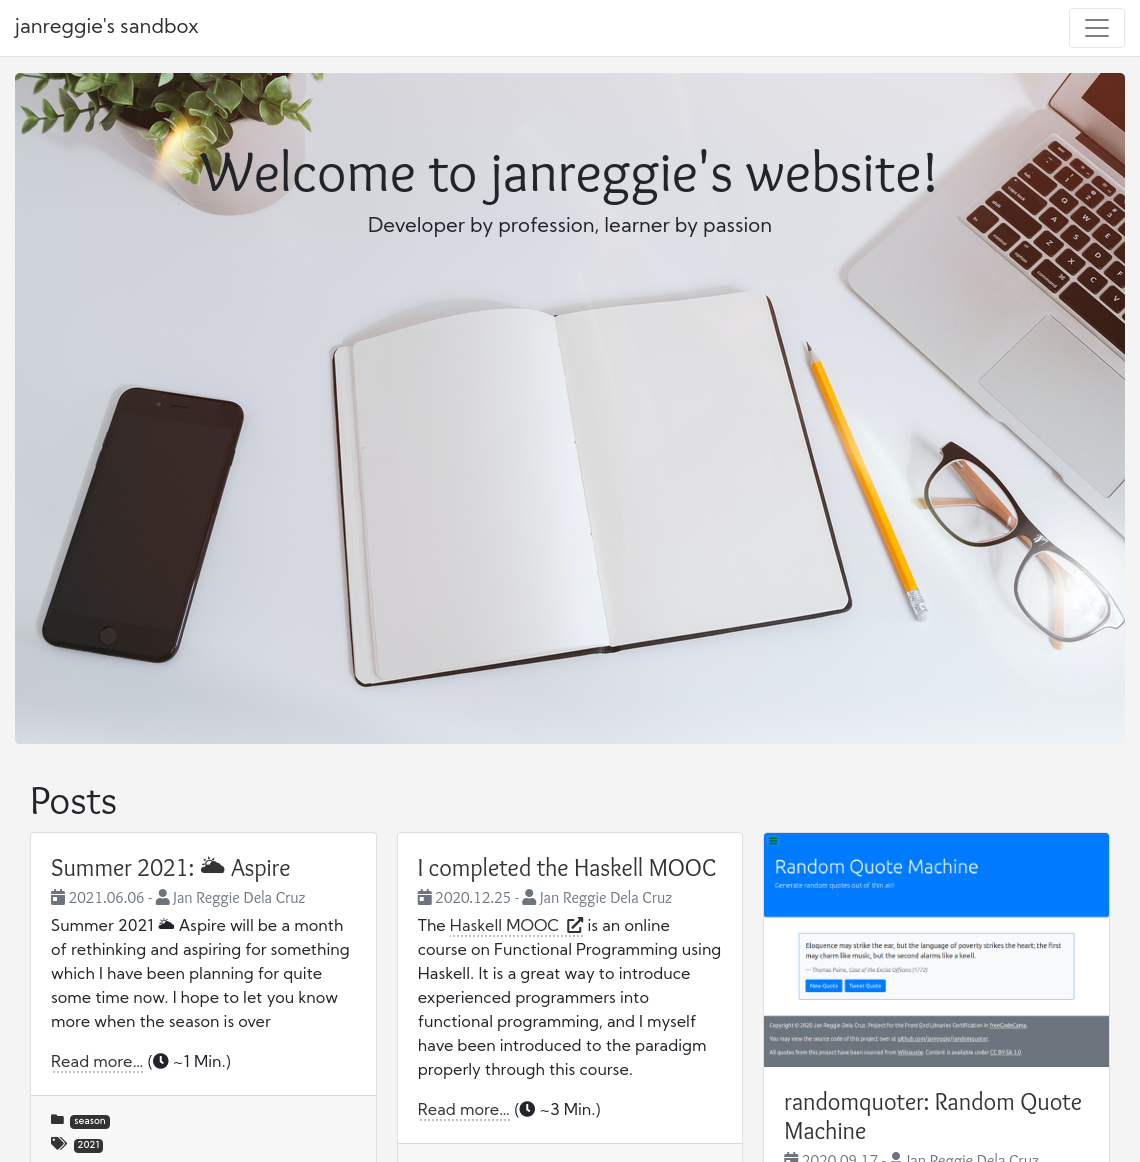 janreggie's sandbox
Welcome to janreggie's website!
Developer by profession, learner by passion
Posts
Summer 2021: 🌥 Aspire
2021.06.06 - Jan Reggie Dela Cruz
Summer 2021 🌥 Aspire will be a month
of rethinking and aspiring for something
which I have been planning for quite
some time now. I hope to let you know
more when the season is over
Read more... (~1 Min.)
season
2021
I completed the Haskell MOOC
2020.12.25 - Jan Reggie Dela Cruz
The Haskell MOOC is an online
course on Functional Programming using
Haskell. It is a great way to introduce
experienced programmers into
functional programming, and I myself
have been introduced to the paradigm
properly through this course.
Read more... (~3 Min.)
Random Quote Machine
Generate random quotes out of thin air!
Eloquence may strike the ear, but the language of poverty strikes the heart; the first
may charm like music, but the second alarms like a knell.
— Thomas Paine, Case of the Excise Officers (1772)
New Quote Tweet Quote
Copyright © 2020 Jan Reggie Dela Cruz. Project for the Front End Libraries Certification in freeCodeCamp.
You may view the source code of this project over at github.com/janreggie/randomquoter.
All quotes from this project have been sourced from Wikiquote. Content is available under CC BY-SA 3.0
randomquoter: Random Quote
Machine
2020.09.17 - Jan Reggie Dela Cruz